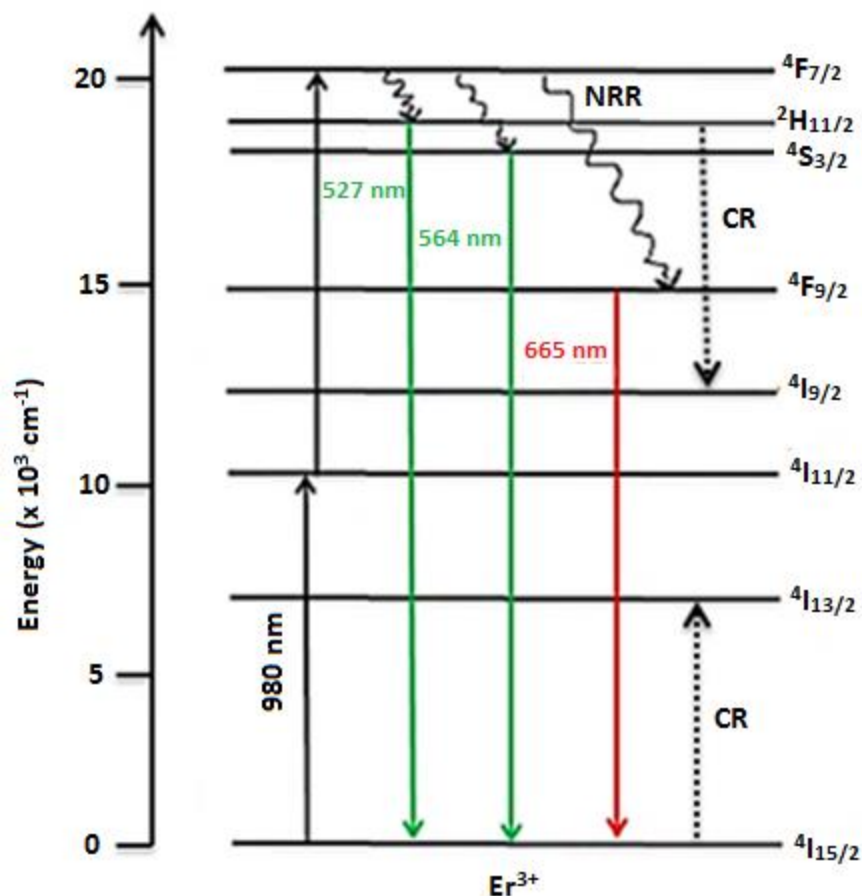 20
15
10
5
0
Energy (x 10³ cm⁻¹)
⁴F₇/₂
NRR
²H₁₁/₂
⁴S₃/₂
527 nm
CR
564 nm
⁴F₉/₂
665 nm
⁴I₉/₂
⁴I₁₁/₂
⁴I₁₃/₂
980 nm
CR
⁴I₁₅/₂
Er³⁺